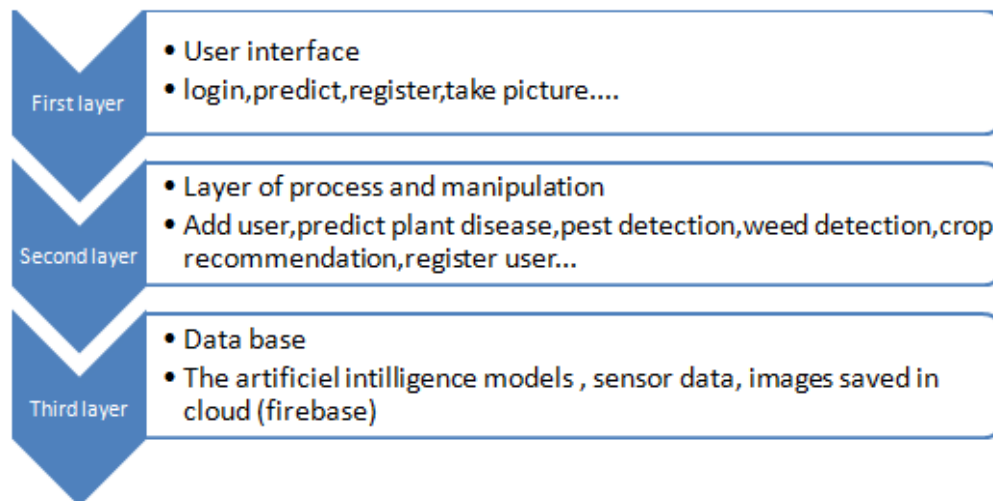 First layer
• User interface
• login,predict,register,take picture....
Second layer
• Layer of process and manipulation
• Add user,predict plant disease,pest detection,weed detection,crop
recommendation,register user...
Third layer
• Data base
• The artificiel intilligence models , sensor data, images saved in
cloud (firebase)